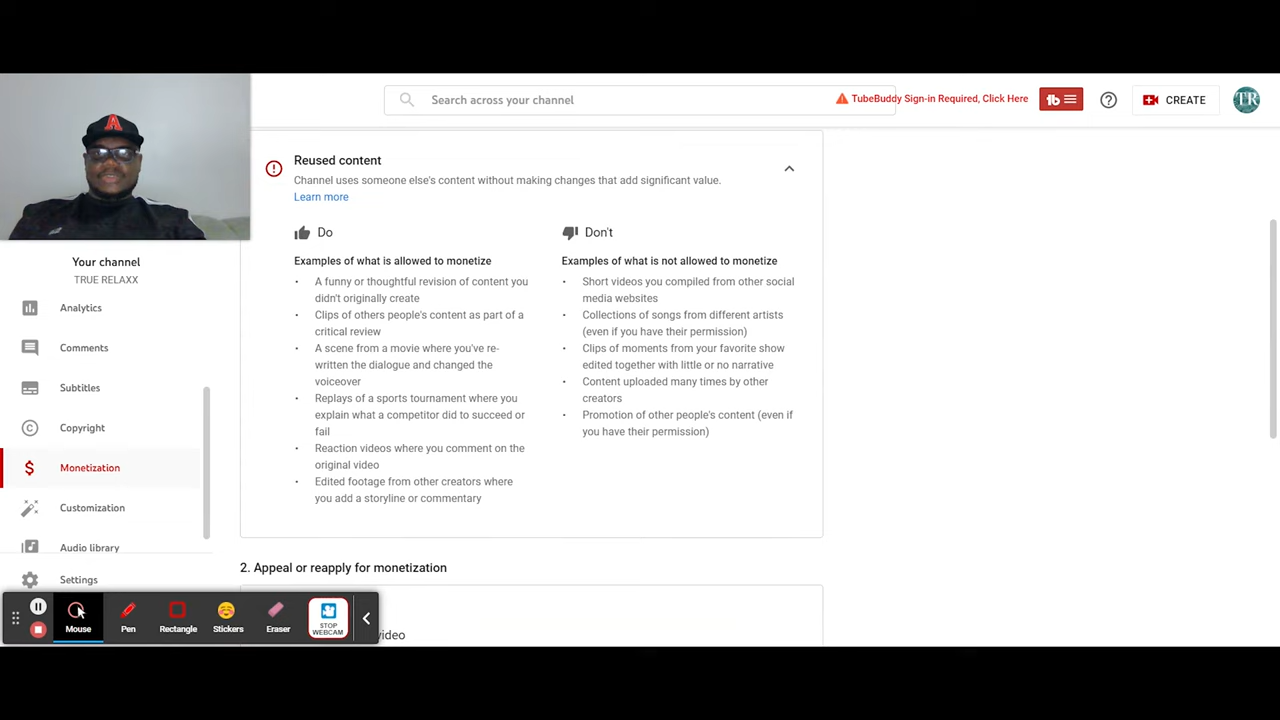 A
Search across your channel
TubeBuddy Sign-in Required, Click Here
tb
CREATE
TR
Reused content
Channel uses someone else's content without making changes that add significant value.
Learn more
Do
Examples of what is allowed to monetize
A funny or thoughtful revision of content you
didn't originally create
Clips of others people's content as part of a
critical review
A scene from a movie where you've re-
written the dialogue and changed the
voiceover
Replays of a sports tournament where you
explain what a competitor did to succeed or
fail
Reaction videos where you comment on the
original video
Edited footage from other creators where
you add a storyline or commentary
Don't
Examples of what is not allowed to monetize
Short videos you compiled from other social
media websites
Collections of songs from different artists
(even if you have their permission)
Clips of moments from your favorite show
edited together with little or no narrative
Content uploaded many times by other
creators
Promotion of other people's content (even if
you have their permission)
Your channel
TRUE RELAXX
Analytics
Comments
Subtitles
Copyright
Monetization
Customization
Audio library
Settings
2. Appeal or reapply for monetization
video
Mouse
Pen
Rectangle
Stickers
Eraser
STOP
WEBCAM